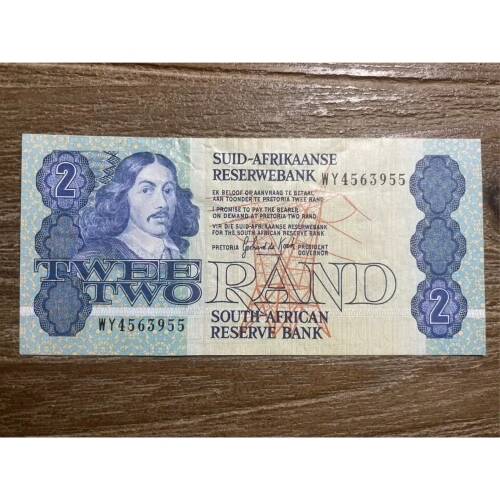 2
SUID-AFRIKAANSE
RESERWEBANK WY4563955
EK BELOOF OP AANVRAAG TE BETAAL
AAN TOONDER TE PRETORIA TWEE RAND
I PROMISE TO PAY THE BEARER
ON DEMAND AT PRETORIA TWO RAND
VIR DIE SUID-AFRIKAANSE RESERWEBANK
FOR THE SOUTH AFRICAN RESERVE BANK
PRETORIA PRESIDENT
GOVERNOR
TWEE
TWO RAND
2
WY4563955
SOUTH AFRICAN
RESERVE BANK